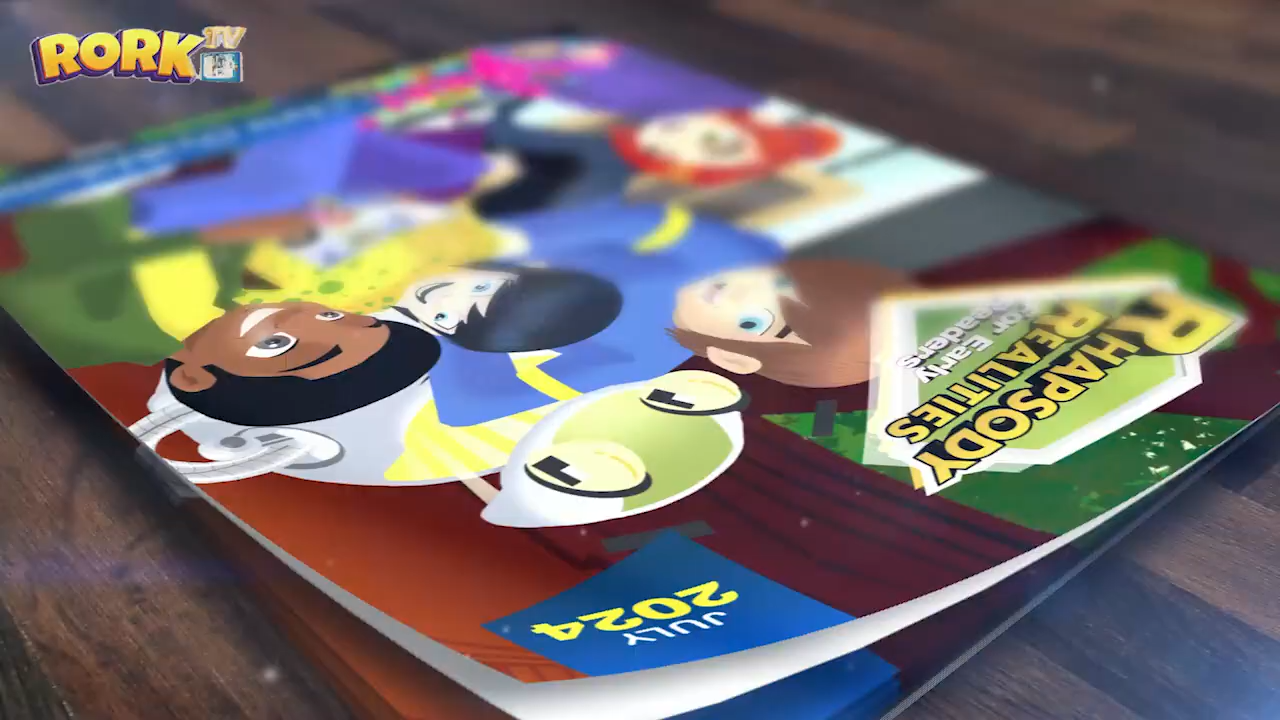 RORK TV
RHAPSODY
REALITIES
for Early
Readers
JULY
2024